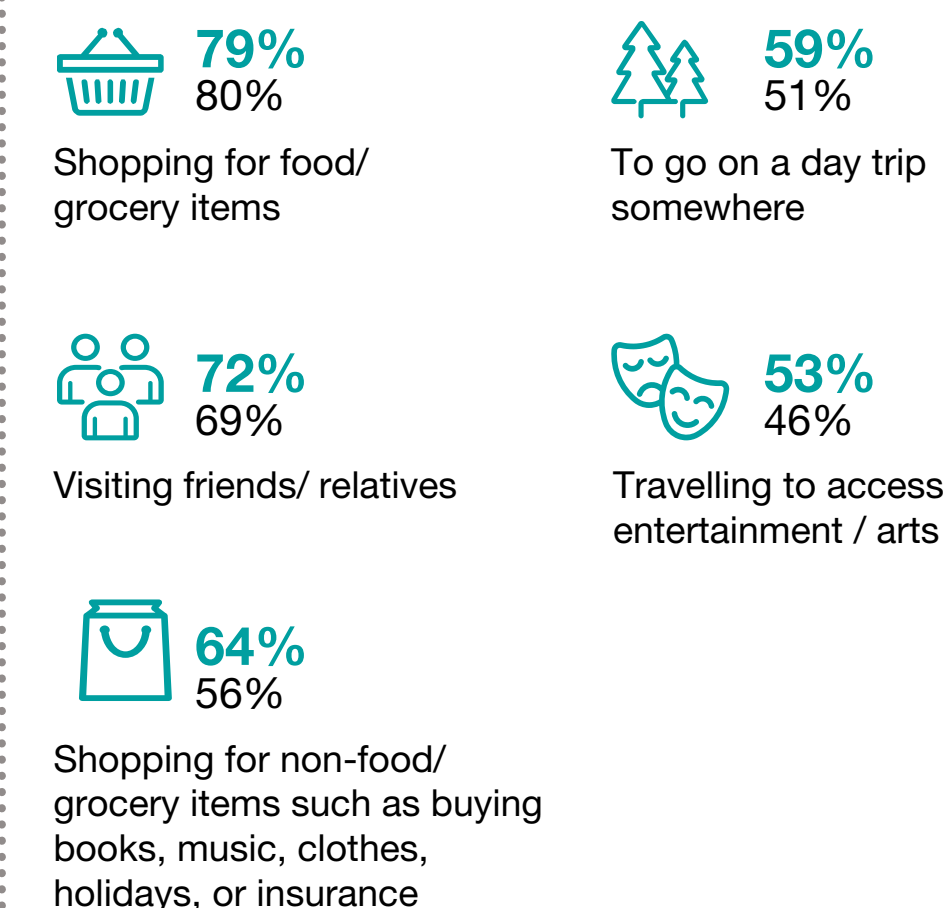 79%
80%
Shopping for food/
grocery items
59%
51%
To go on a day trip
somewhere
72%
69%
Visiting friends/ relatives
53%
46%
Travelling to access
entertainment / arts
64%
56%
Shopping for non-food/
grocery items such as buying
books, music, clothes,
holidays, or insurance